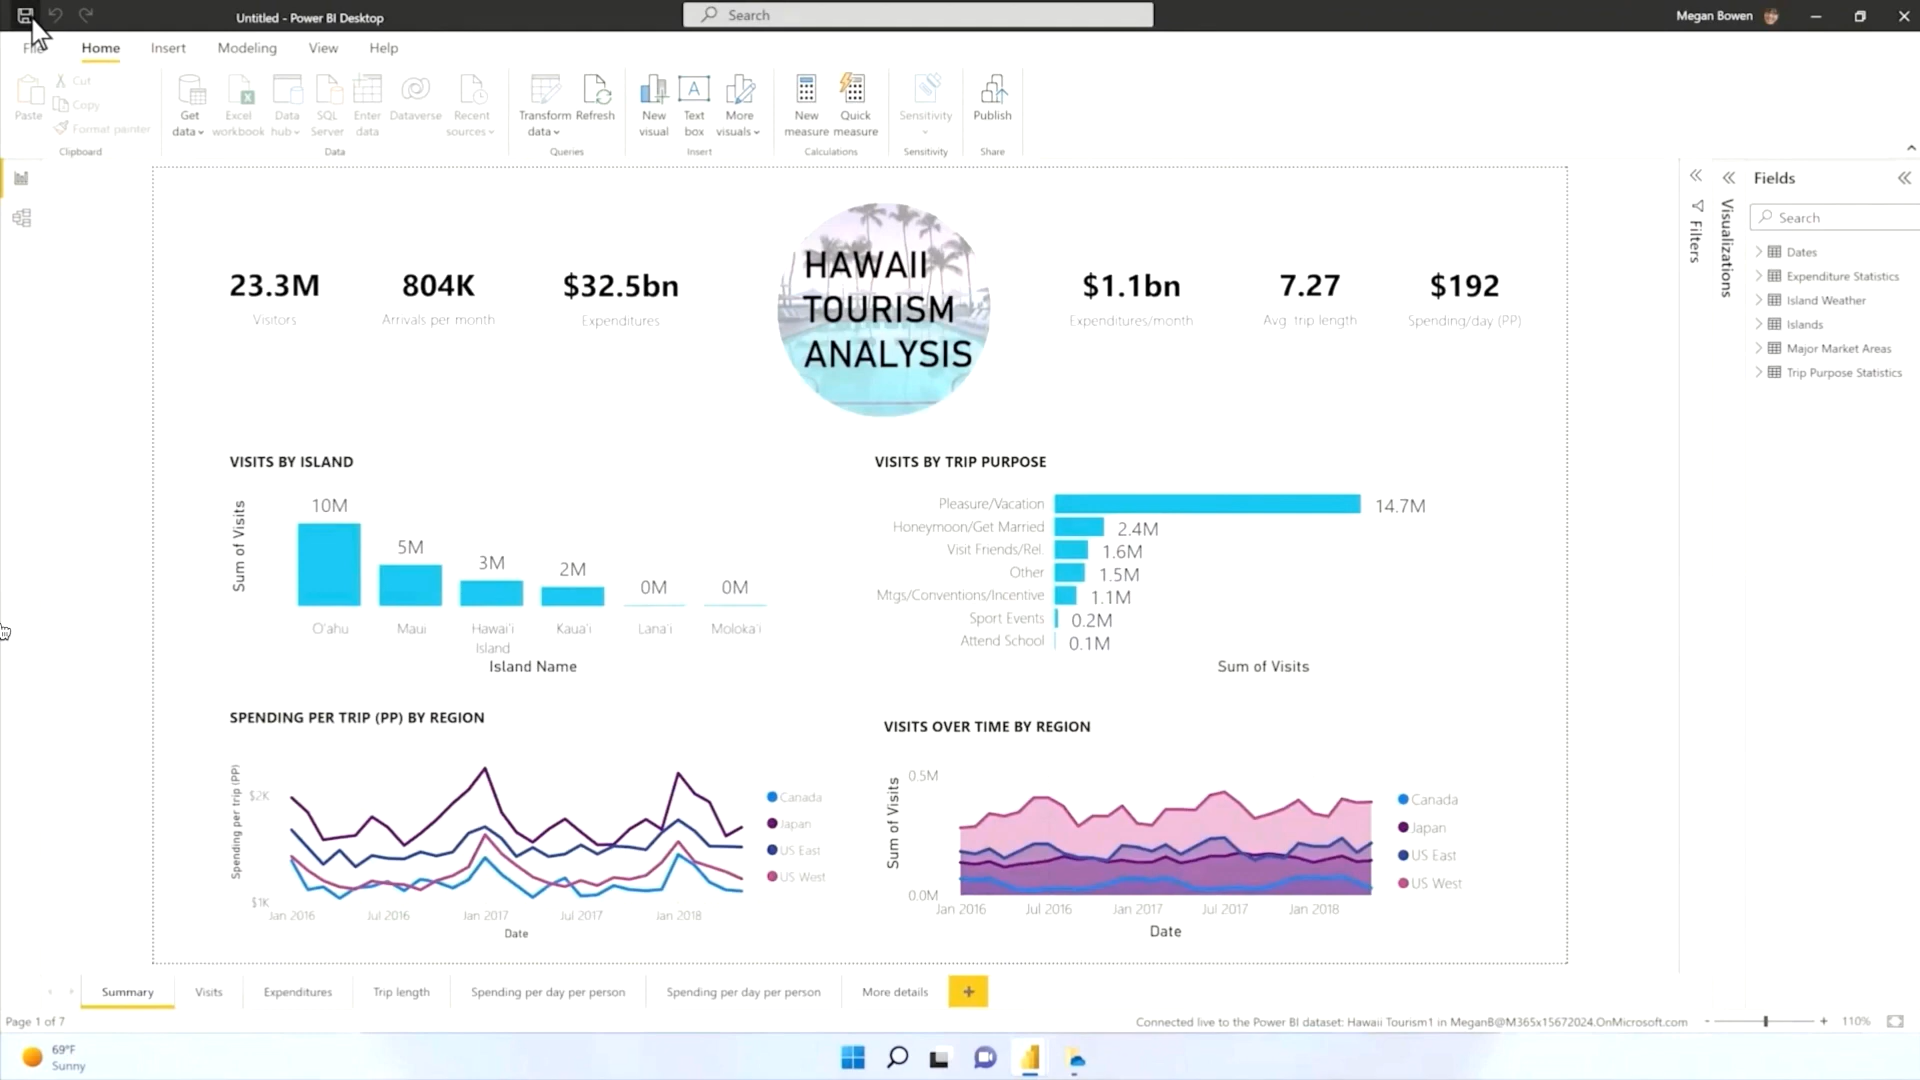 Untitled - Power BI Desktop
Search
Megan Bowen
File
Home
Insert
Modeling
View
Help
Paste
Cut
Copy
Format painter
Clipboard
Get data
Excel workbook
Data hub
SQL Server
Enter data
Dataverse
Recent sources
Data
Transform data
Refresh
Queries
New visual
Text box
More visuals
Insert
New measure
Quick measure
Calculations
Sensitivity
Sensitivity
Publish
Share
23.3M
Visitors
804K
Arrivals per month
$32.5bn
Expenditures
HAWAII
TOURISM
ANALYSIS
$1.1bn
Expenditures/month
7.27
Avg. trip length
$192
Spending/day (PP)
Filters
Visualizations
Fields
Search
Dates
Expenditure Statistics
Island Weather
Islands
Major Market Areas
Trip Purpose Statistics
VISITS BY ISLAND
Sum of Visits
10M
5M
3M
2M
0M
0M
O'ahu
Maui
Hawai'i
Island
Kaua'i
Lana'i
Moloka'i
Island Name
VISITS BY TRIP PURPOSE
Pleasure/Vacation 14.7M
Honeymoon/Get Married 2.4M
Visit Friends/Rel. 1.6M
Other 1.5M
Mtgs/Conventions/Incentive 1.1M
Sport Events 0.2M
Attend School 0.1M
Sum of Visits
SPENDING PER TRIP (PP) BY REGION
Spending per trip (PP)
$2K
$1K
Jan 2016
Jul 2016
Jan 2017
Jul 2017
Jan 2018
Date
Canada
Japan
US East
US West
VISITS OVER TIME BY REGION
Sum of Visits
0.5M
0.0M
Jan 2016
Jul 2016
Jan 2017
Jul 2017
Jan 2018
Date
Canada
Japan
US East
US West
Summary
Visits
Expenditures
Trip length
Spending per day per person
Spending per day per person
More details
+
Page 1 of 7
Connected live to the Power BI dataset: Hawaii Tourism1 in MeganB@M365x15672024.OnMicrosoft.com
- + 110%
69°F
Sunny